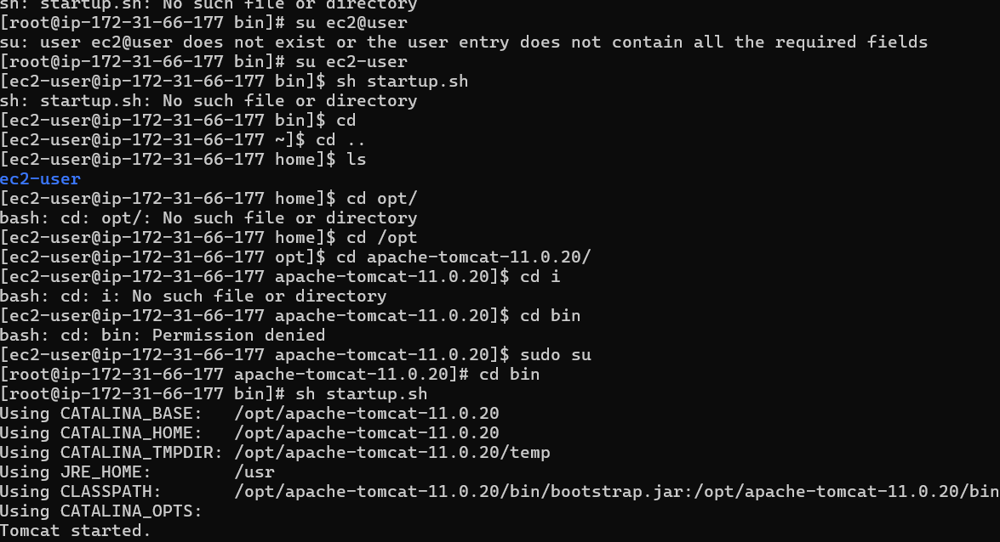 sh: startup.sh: No such file or directory
[root@ip-172-31-66-177 bin]# su ec2@user
su: user ec2@user does not exist or the user entry does not contain all the required fields
[root@ip-172-31-66-177 bin]# su ec2-user
[ec2-user@ip-172-31-66-177 bin]$ sh startup.sh
sh: startup.sh: No such file or directory
[ec2-user@ip-172-31-66-177 bin]$ cd
[ec2-user@ip-172-31-66-177 ~]$ cd ..
[ec2-user@ip-172-31-66-177 home]$ ls
ec2-user
[ec2-user@ip-172-31-66-177 home]$ cd opt/
bash: cd: opt/: No such file or directory
[ec2-user@ip-172-31-66-177 home]$ cd /opt
[ec2-user@ip-172-31-66-177 opt]$ cd apache-tomcat-11.0.20/
[ec2-user@ip-172-31-66-177 apache-tomcat-11.0.20]$ cd i
bash: cd: i: No such file or directory
[ec2-user@ip-172-31-66-177 apache-tomcat-11.0.20]$ cd bin
bash: cd: bin: Permission denied
[ec2-user@ip-172-31-66-177 apache-tomcat-11.0.20]$ sudo su
[root@ip-172-31-66-177 apache-tomcat-11.0.20]# cd bin
[root@ip-172-31-66-177 bin]# sh startup.sh
Using CATALINA_BASE:   /opt/apache-tomcat-11.0.20
Using CATALINA_HOME:   /opt/apache-tomcat-11.0.20
Using CATALINA_TMPDIR: /opt/apache-tomcat-11.0.20/temp
Using JRE_HOME:        /usr
Using CLASSPATH:       /opt/apache-tomcat-11.0.20/bin/bootstrap.jar:/opt/apache-tomcat-11.0.20/bin
Using CATALINA_OPTS:
Tomcat started.